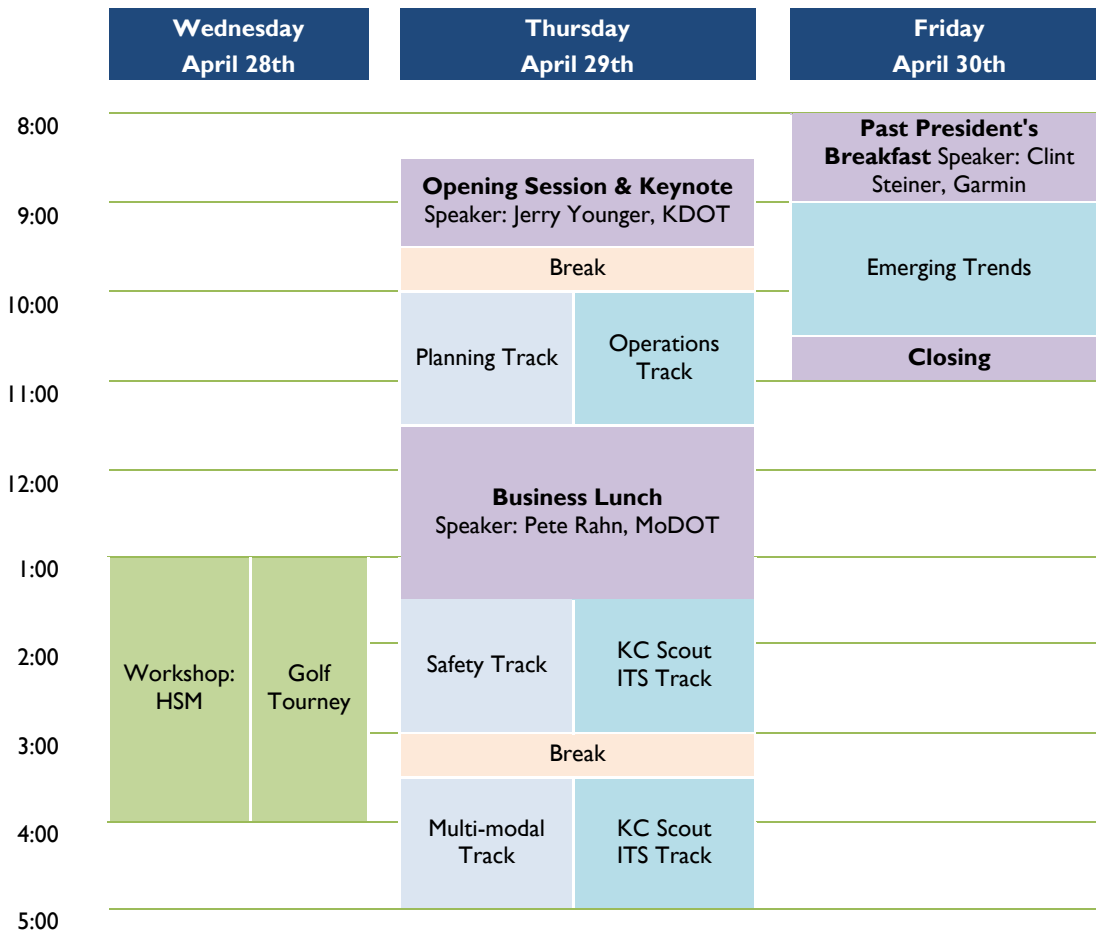 Wednesday
April 28th
Thursday
April 29th
Friday
April 30th
8:00
9:00
10:00
11:00
12:00
1:00
2:00
3:00
4:00
5:00
Workshop:
HSM
Golf
Tourney
Opening Session & Keynote
Speaker: Jerry Younger, KDOT
Break
Planning Track
Operations
Track
Business Lunch
Speaker: Pete Rahn, MoDOT
Safety Track
KC Scout
ITS Track
Break
Multi-modal
Track
KC Scout
ITS Track
Past President's
Breakfast Speaker: Clint
Steiner, Garmin
Emerging Trends
Closing